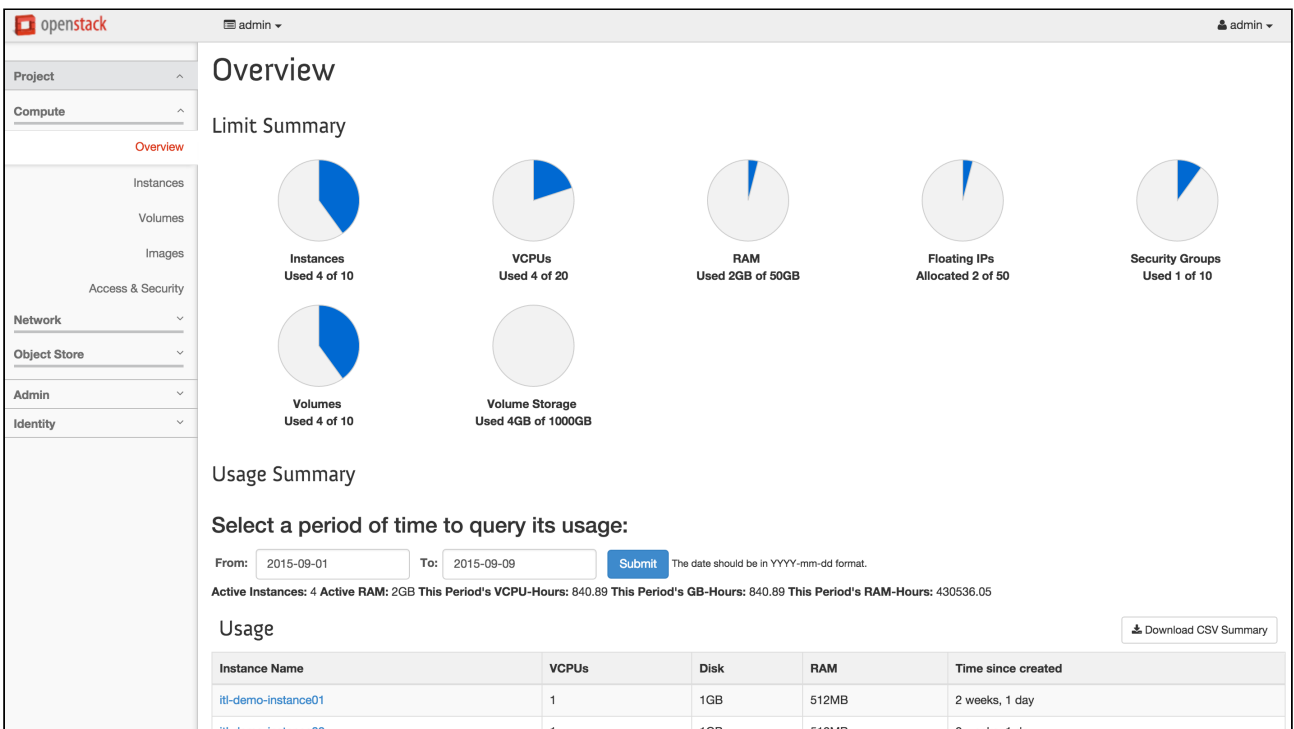 openstack admin admin
Project
Compute
Overview
Instances
Volumes
Images
Access & Security
Network
Object Store
Admin
Identity
Overview
Limit Summary
Instances
Used 4 of 10
VCPUs
Used 4 of 20
RAM
Used 2GB of 50GB
Floating IPs
Allocated 2 of 50
Security Groups
Used 1 of 10
Volumes
Used 4 of 10
Volume Storage
Used 4GB of 1000GB
Usage Summary
Select a period of time to query its usage:
From: 2015-09-01 To: 2015-09-09 Submit The date should be in YYYY-mm-dd format.
Active Instances: 4 Active RAM: 2GB This Period's VCPU-Hours: 840.89 This Period's GB-Hours: 840.89 This Period's RAM-Hours: 430536.05
Usage Download CSV Summary
Instance Name VCPUs Disk RAM Time since created
itl-demo-instance01 1 1GB 512MB 2 weeks, 1 day